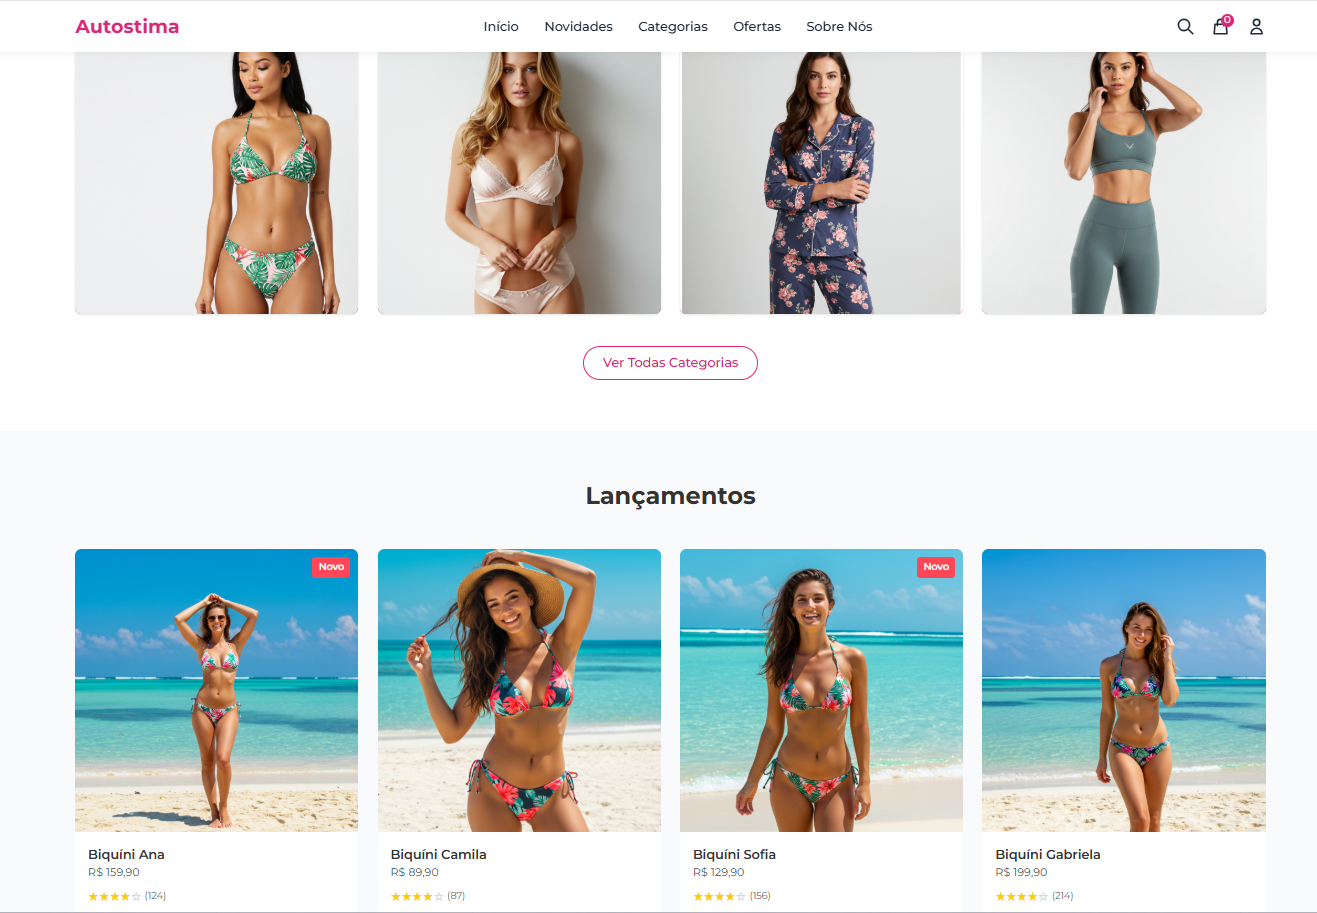 Autostima
Início Novidades Categorias Ofertas Sobre Nós
0
Ver Todas Categorias
Lançamentos
Novo
Novo
Biquíni Ana
R$ 159,90
★★★★☆ (124)
Biquíni Camila
R$ 89,90
★★★★☆ (87)
Biquíni Sofia
R$ 129,90
★★★★☆ (156)
Biquíni Gabriela
R$ 199,90
★★★★☆ (214)